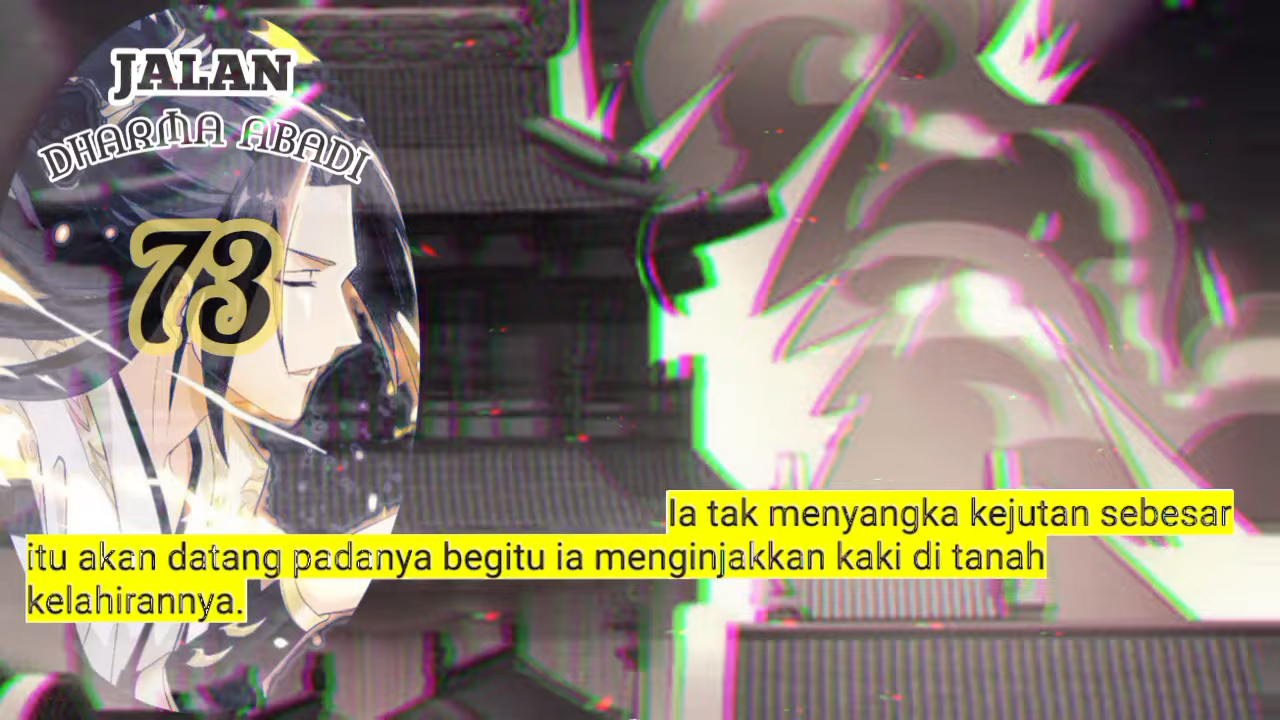 JALAN
DHARMA ABADI
73
Ia tak menyangka kejutan sebesar
itu akan datang padanya begitu ia menginjakkan kaki di tanah
kelahirannya.